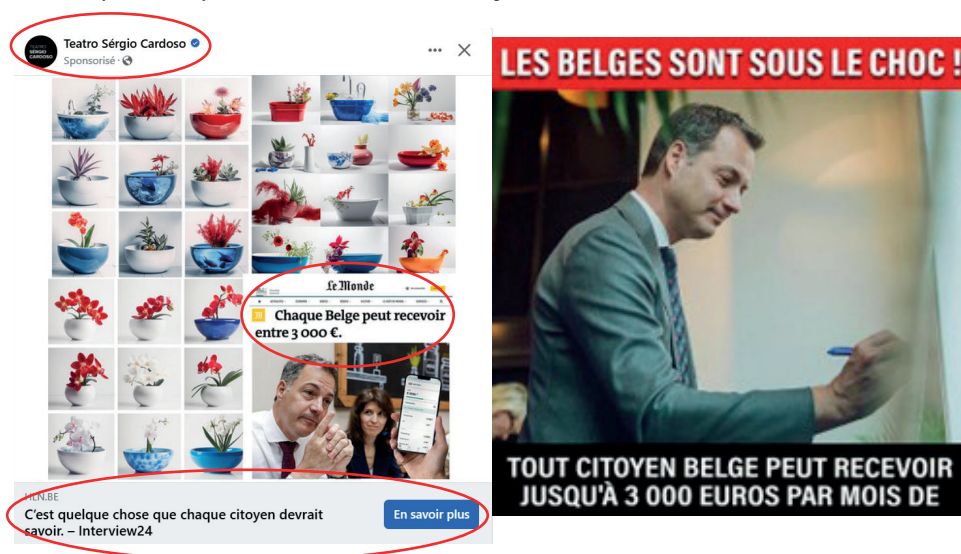 Teatro Sérgio Cardoso
Sponsorisé
Le Monde
Chaque Belge peut recevoir
entre 3 000 €.
HLN.BE
C'est quelque chose que chaque citoyen devrait
savoir. – Interview24
En savoir plus
LES BELGES SONT SOUS LE CHOC !
TOUT CITOYEN BELGE PEUT RECEVOIR
JUSQU'À 3 000 EUROS PAR MOIS DE